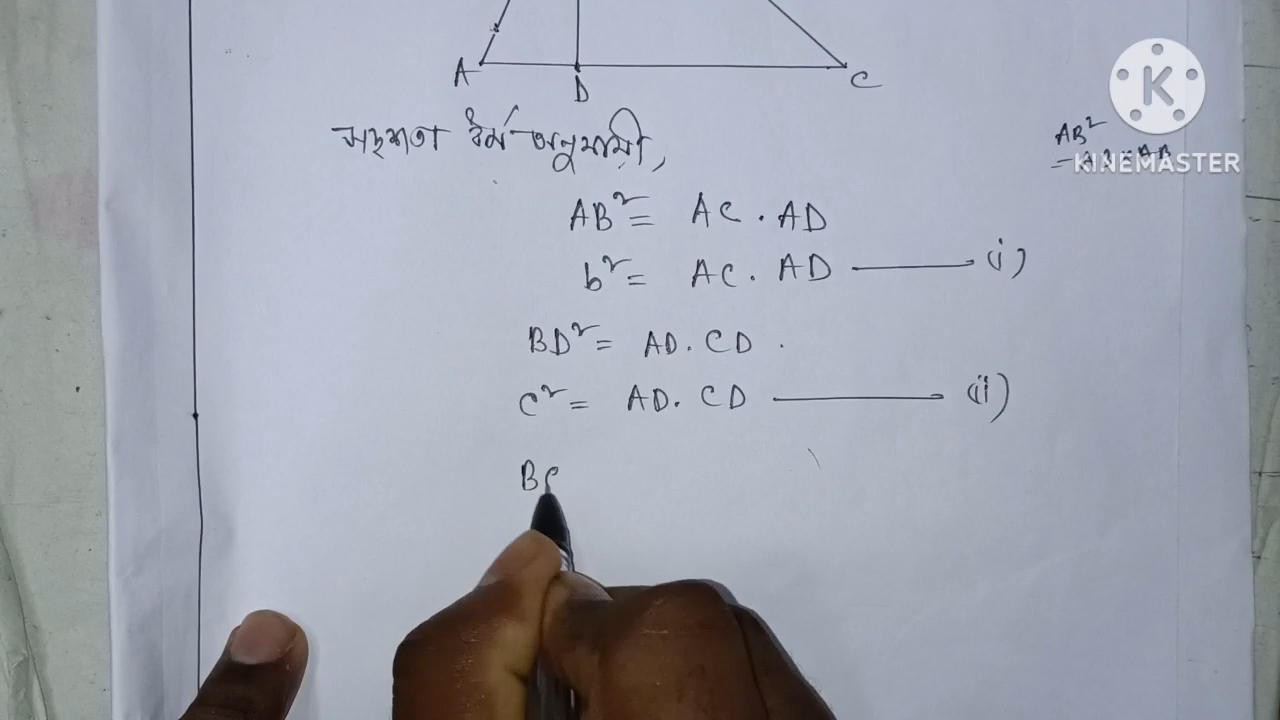 A D C
সদৃশতা ধর্ম অনুযায়ী,
AB² = AC . AD
b² = AC . AD (i)
BD² = AD . CD .
c² = AD . CD (ii)
BC
AB²
KINEMASTER